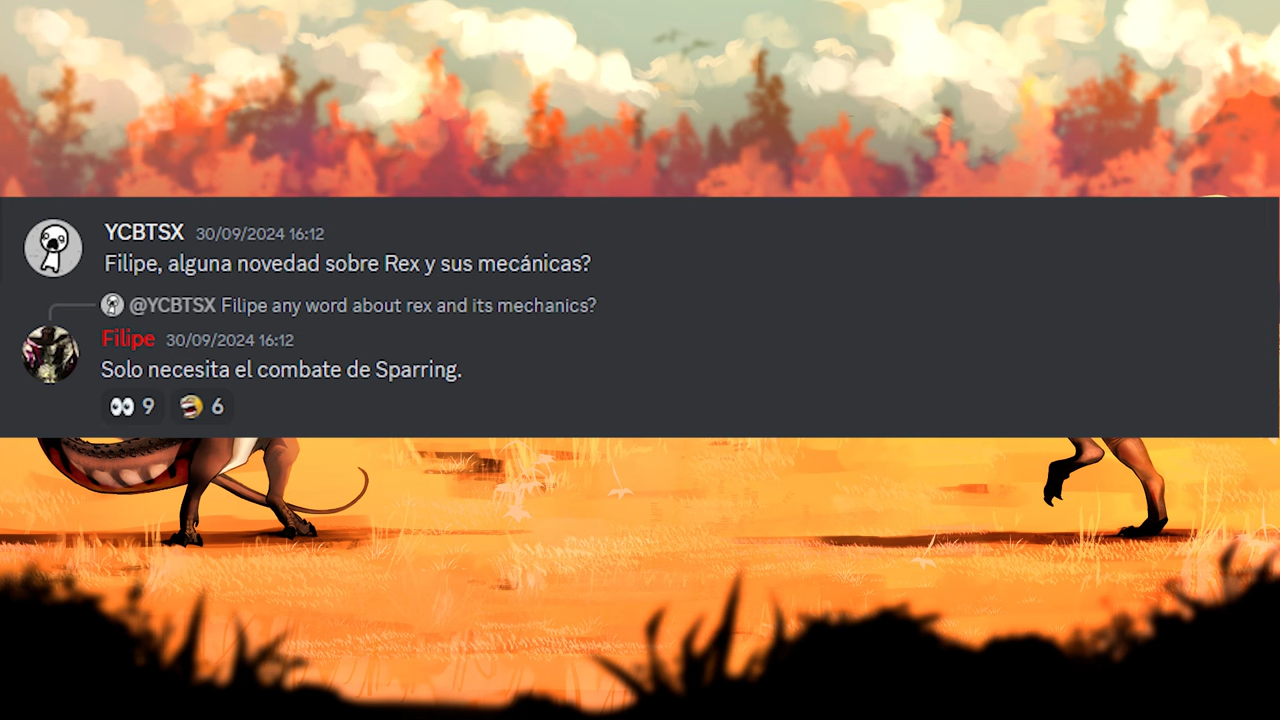 YCBTSX 30/09/2024 16:12
Filipe, alguna novedad sobre Rex y sus mecánicas?
@YCBTSX Filipe any word about rex and its mechanics?
Filipe 30/09/2024 16:12
Solo necesita el combate de Sparring.
9 6